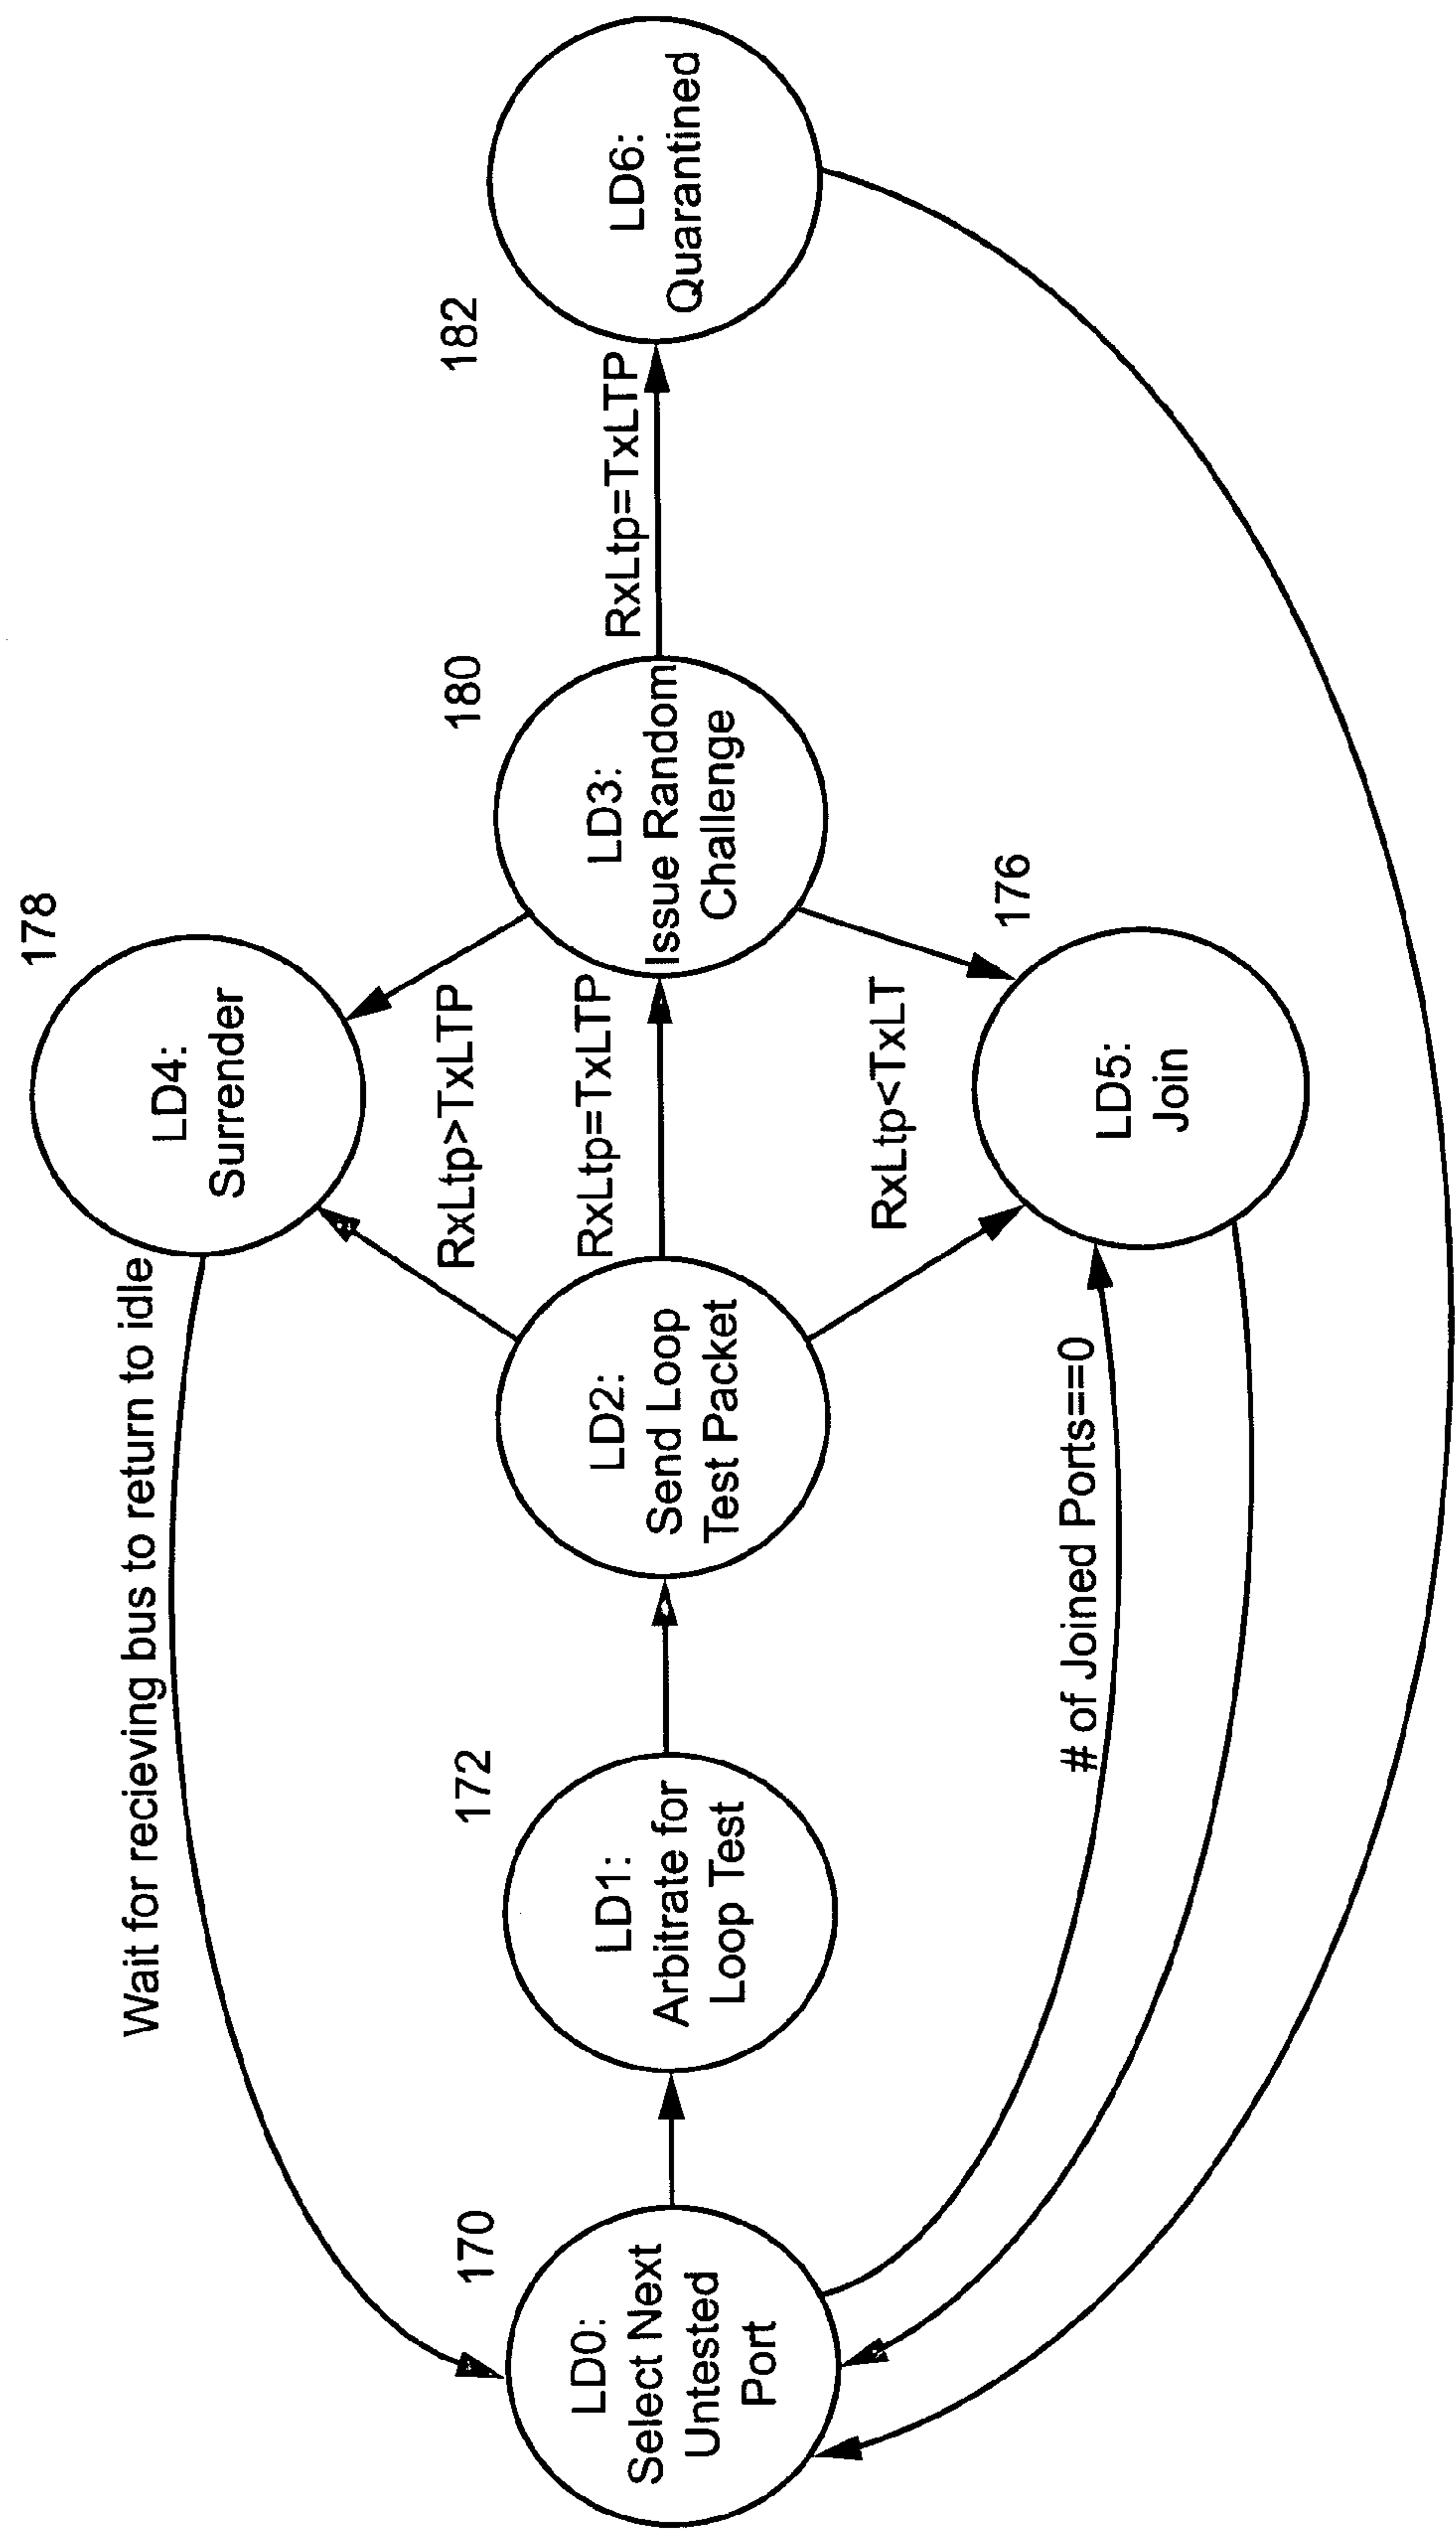 178
LD4:
Surrender
Wait for recieving bus to return to idle
RxLtp>TxLTP
170
LD0:
Select Next
Untested
Port
172
LD1:
Arbitrate for
Loop Test
LD2:
Send Loop
Test Packet
RxLtp=TxLTP
180
LD3:
Issue Random
Challenge
RxLtp=TxLTP
182
LD6:
Quarantined
RxLtp<TxLT
176
LD5:
Join
# of Joined Ports==0